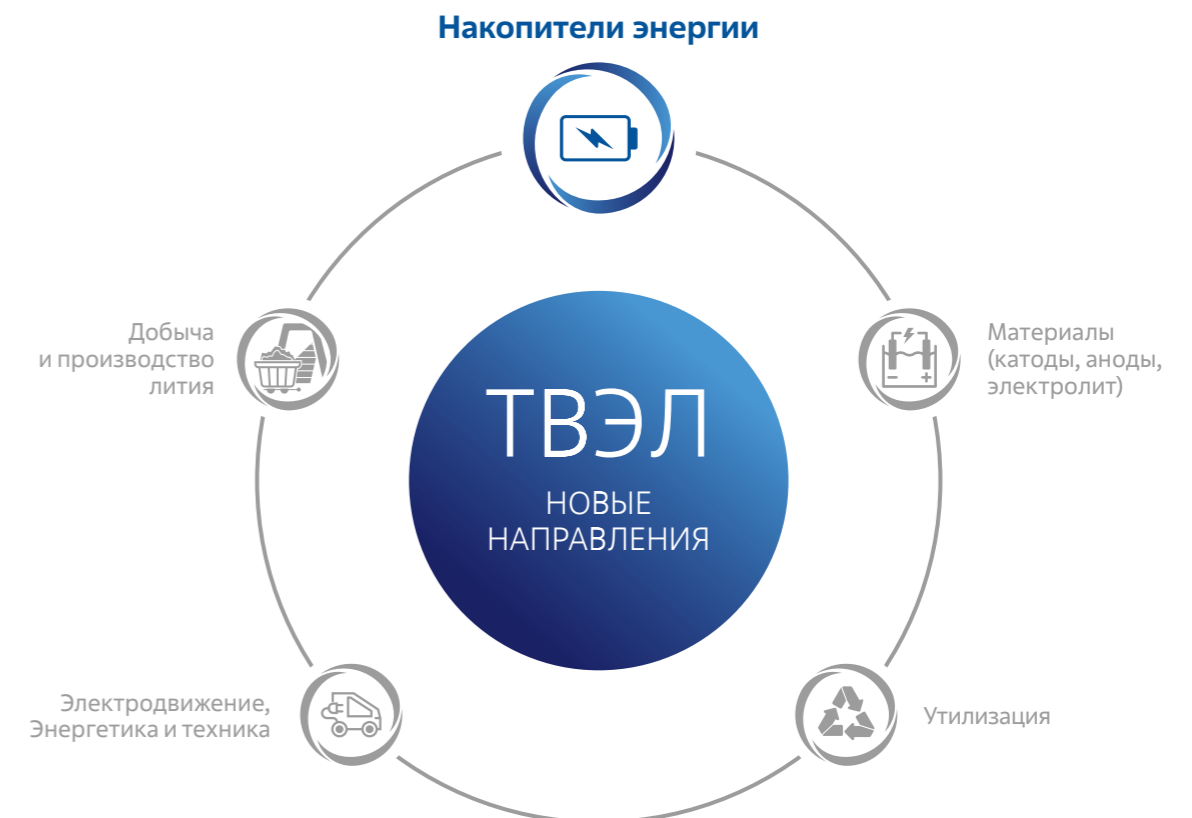 Накопители энергии
Добыча
и производство
лития
Материалы
(катоды, аноды,
электролит)
ТВЭЛ
НОВЫЕ
НАПРАВЛЕНИЯ
Электродвижение,
Энергетика и техника
Утилизация